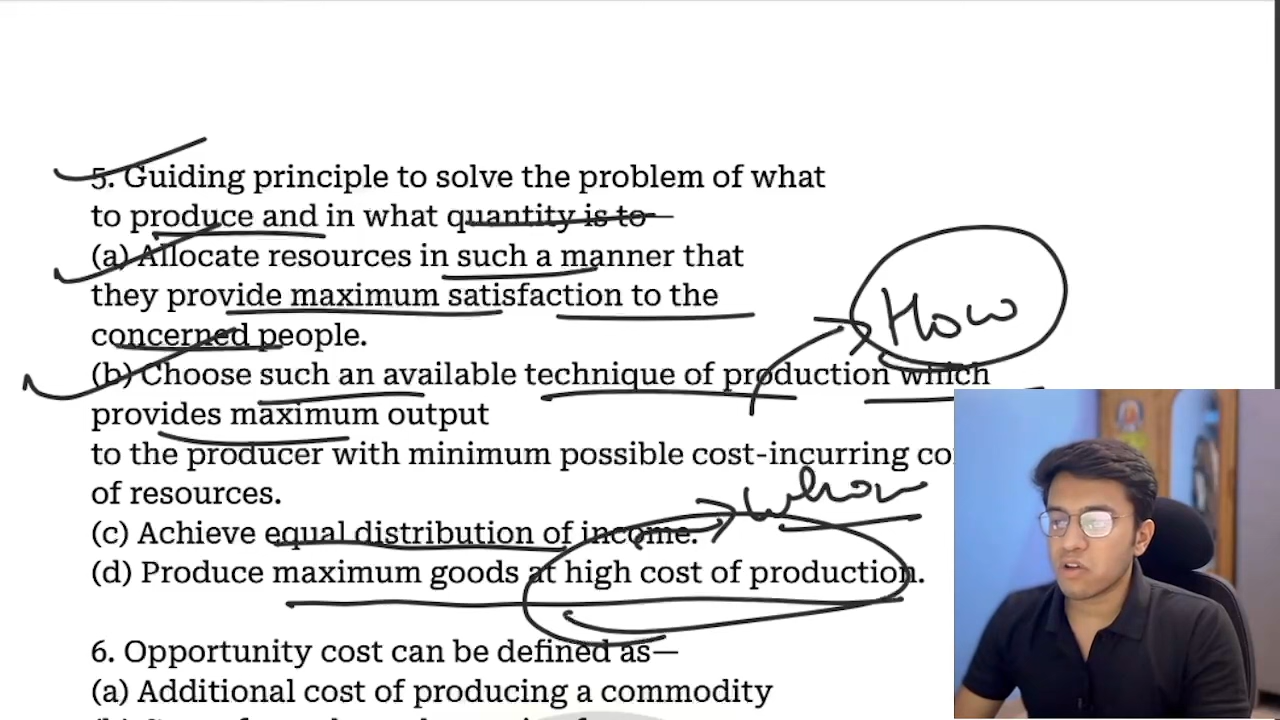 5. Guiding principle to solve the problem of what
to produce and in what quantity is to—
(a) Allocate resources in such a manner that
they provide maximum satisfaction to the
concerned people.
How
(b) Choose such an available technique of production which
provides maximum output
to the producer with minimum possible cost-incurring
of resources.
(c) Achieve equal distribution of income.
(d) Produce maximum goods at high cost of production.
6. Opportunity cost can be defined as—
(a) Additional cost of producing a commodity